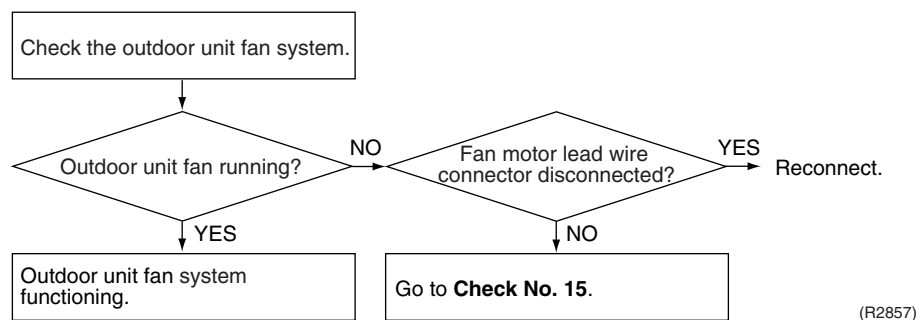 Check the outdoor unit fan system.
Outdoor unit fan running?
NO
Fan motor lead wire
connector disconnected?
YES
Reconnect.
YES
NO
Outdoor unit fan system
functioning.
Go to Check No. 15.
(R2857)